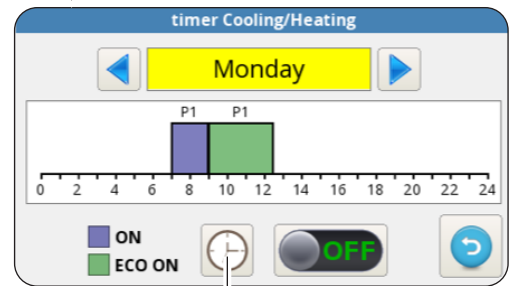 timer Cooling/Heating
Monday
P1 P1
0 2 4 6 8 10 12 14 16 18 20 22 24
ON
ECO ON
OFF